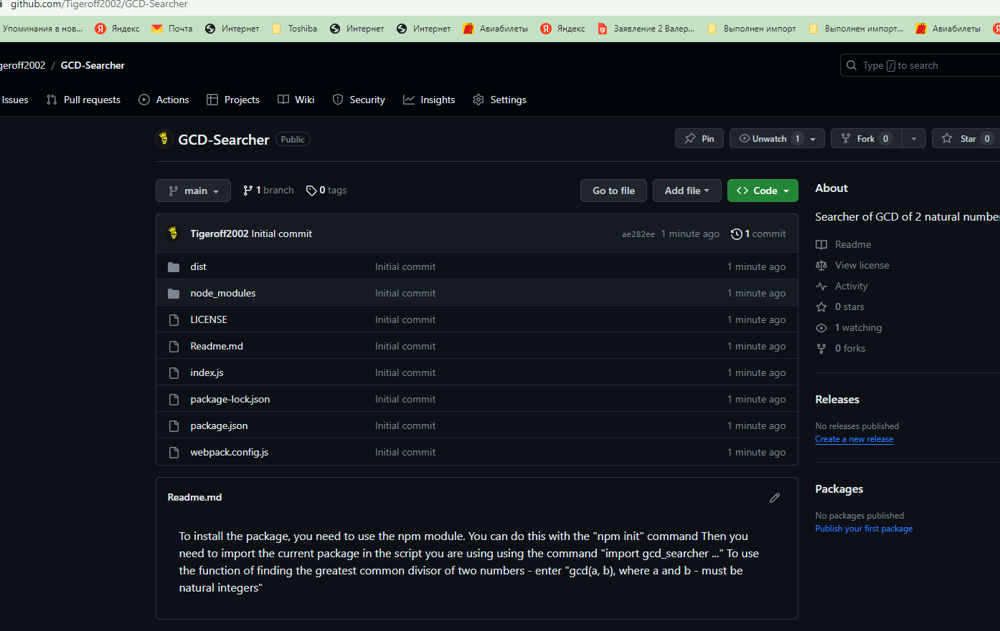 github.com/Tigeroff2002/GCD-Searcher
Упоминания в нов... Яндекс Почта Интернет Toshiba Интернет Интернет Авиабилеты Яндекс Заявление 2 Валер... Выполнен импорт Выполнен импорт... Авиабилеты
geroff2002 / GCD-Searcher
Type / to search
Issues Pull requests Actions Projects Wiki Security Insights Settings
GCD-Searcher Public
Pin Unwatch 1 Fork 0 Star 0
main 1 branch 0 tags
Go to file Add file Code
Tigeroff2002 Initial commit ae282ee 1 minute ago 1 commit
dist Initial commit 1 minute ago
node_modules Initial commit 1 minute ago
LICENSE Initial commit 1 minute ago
Readme.md Initial commit 1 minute ago
index.js Initial commit 1 minute ago
package-lock.json Initial commit 1 minute ago
package.json Initial commit 1 minute ago
webpack.config.js Initial commit 1 minute ago
Readme.md
To install the package, you need to use the npm module. You can do this with the "npm init" command Then you
need to import the current package in the script you are using using the command "import gcd_searcher ..." To use
the function of finding the greatest common divisor of two numbers - enter "gcd(a, b), where a and b - must be
natural integers"
About
Searcher of GCD of 2 natural number
Readme
View license
Activity
0 stars
1 watching
0 forks
Releases
No releases published
Create a new release
Packages
No packages published
Publish your first package